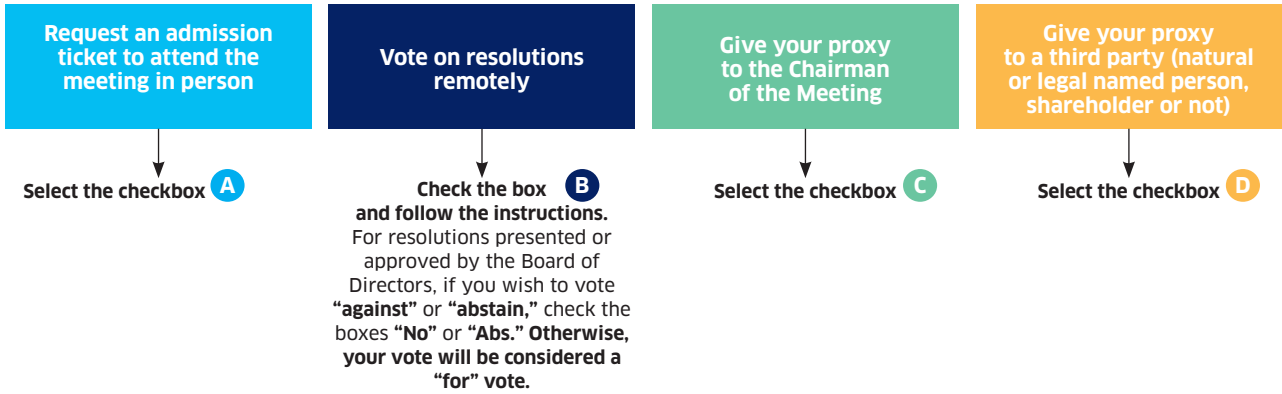 Request an admission
ticket to attend the
meeting in person
Select the checkbox A
Vote on resolutions
remotely
Check the box B
and follow the instructions.
For resolutions presented or
approved by the Board of
Directors, if you wish to vote
“against” or “abstain,” check the
boxes “No” or “Abs.” Otherwise,
your vote will be considered a
“for” vote.
Give your proxy
to the Chairman
of the Meeting
Select the checkbox C
Give your proxy
to a third party (natural
or legal named person,
shareholder or not)
Select the checkbox D